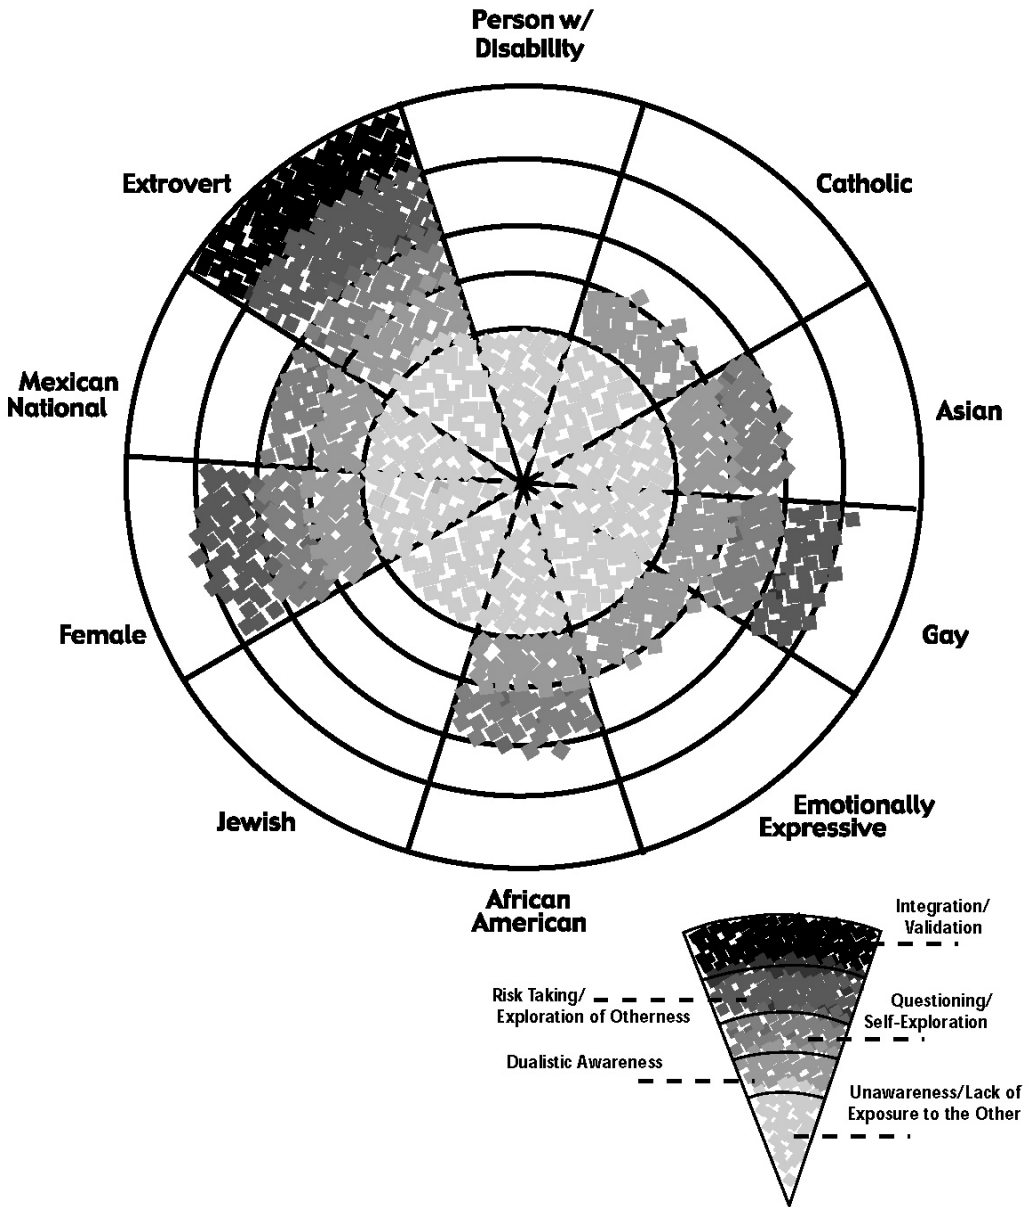 Person w/
Disability
Extrovert
Catholic
Mexican
National
Asian
Female
Gay
Jewish
Emotionally
Expressive
African
American
Integration/
Validation
Risk Taking/
Exploration of Otherness
Questioning/
Self-Exploration
Dualistic Awareness
Unawareness/Lack of
Exposure to the Other